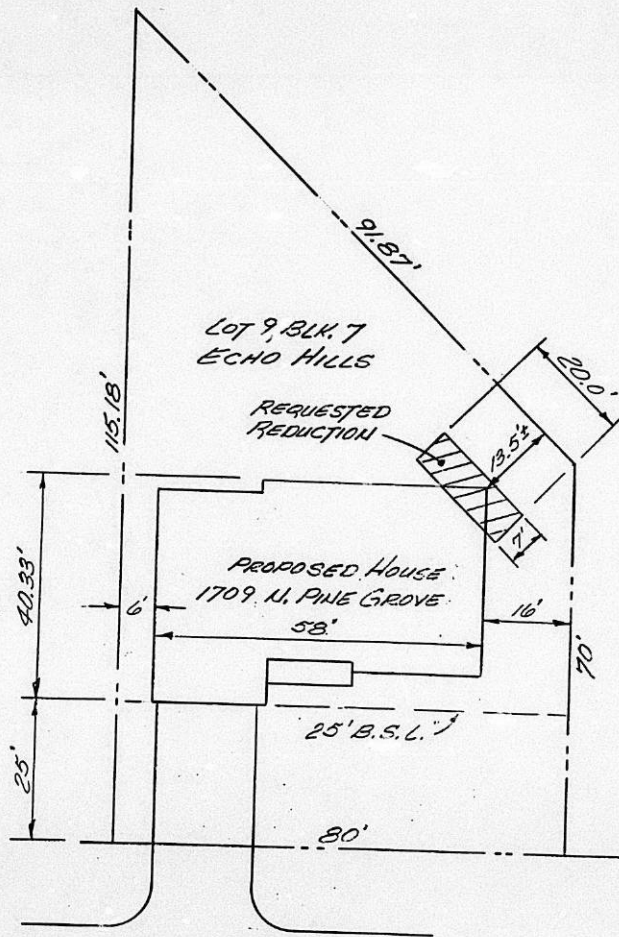 91.87'
LOT 9, BLK. 7
ECHO HILLS
20.0'
115.18'
REQUESTED
REDUCTION
13.5'±
7'
40.33'
6'
PROPOSED HOUSE
1709 N. PINE GROVE
58'
16'
70'
25' B.S.L.
25'
80'